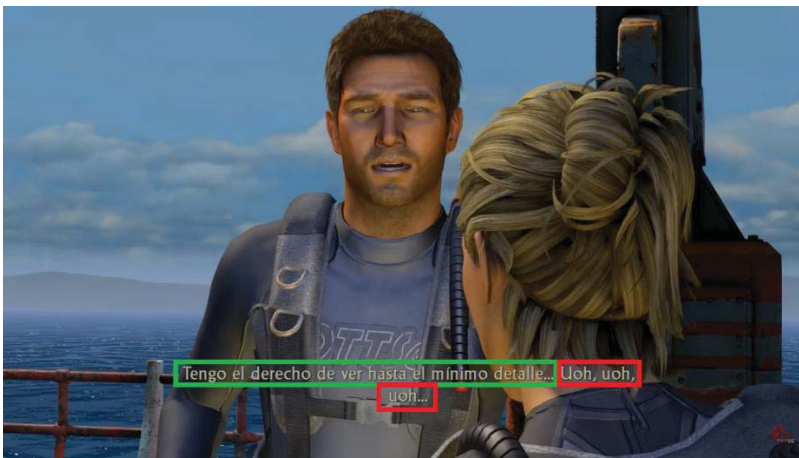 Tengo el derecho de ver hasta el mínimo detalle... Uoh, uoh,
uoh...